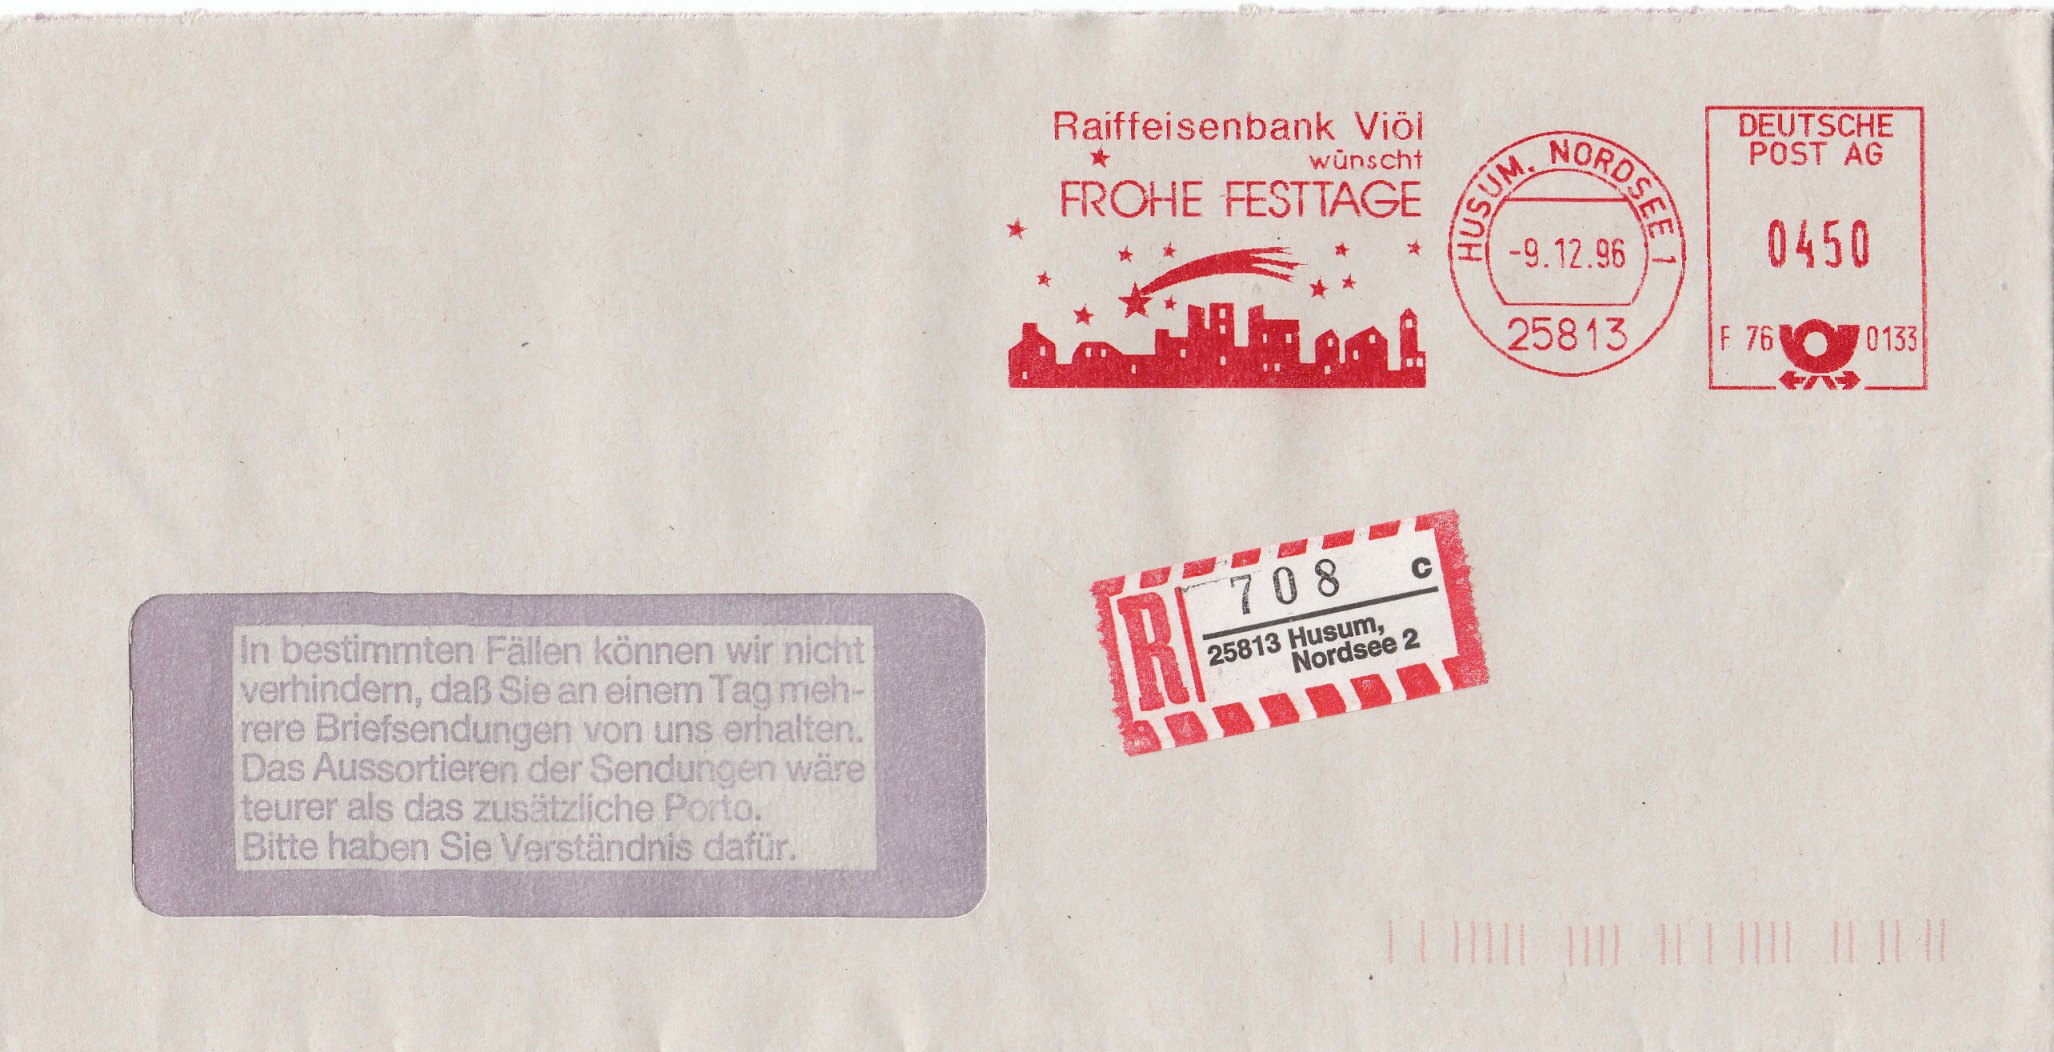 Raiffeisenbank Viöl
wünscht
FROHE FESTTAGE
HUSUM, NORDSEE 1
-9.12.96
25813
DEUTSCHE
POST AG
0450
F 76 0133
R
708 c
25813 Husum,
Nordsee 2
In bestimmten Fällen können wir nicht
verhindern, daß Sie an einem Tag meh-
rere Briefsendungen von uns erhalten.
Das Aussortieren der Sendungen wäre
teurer als das zusätzliche Porto.
Bitte haben Sie Verständnis dafür.